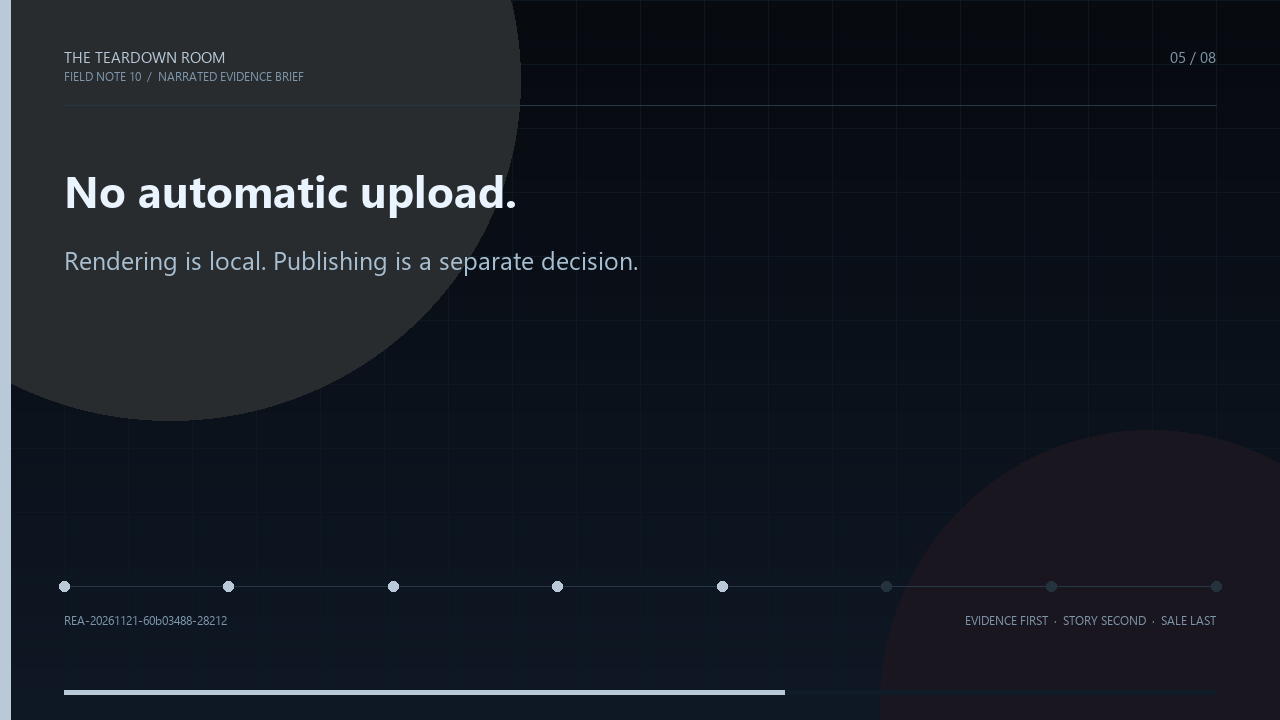 THE TEARDOWN ROOM
05 / 08
FIELD NOTE 10 / NARRATED EVIDENCE BRIEF
No automatic upload.
Rendering is local. Publishing is a separate decision.
REA-20261121-60b03488-28212
EVIDENCE FIRST · STORY SECOND · SALE LAST